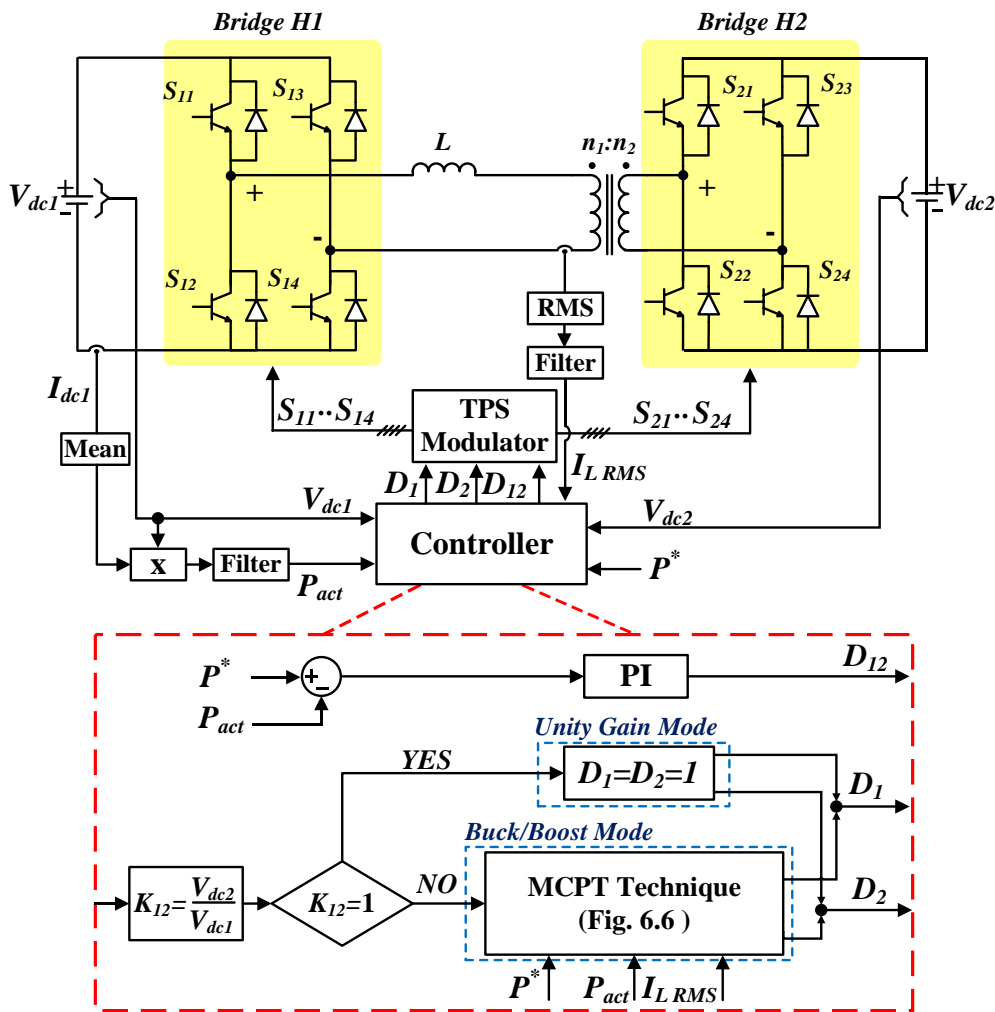 Bridge H1
Bridge H2
S11
S13
S21
S23
L
n1:n2
+
+
Vdc1
+
-
+
-
Vdc2
-
-
S12
S14
S22
S24
RMS
Filter
Idc1
S11..S14
TPS
Modulator
S21..S24
Mean
IL RMS
D1
D2
D12
Vdc1
Vdc2
Controller
x
Filter
Pact
P*
P*
+
-
PI
D12
Pact
Unity Gain Mode
YES
D1=D2=1
D1
Buck/Boost Mode
K12=Vdc2/Vdc1
K12=1
NO
MCPT Technique
(Fig. 6.6 )
D2
P*
Pact
IL RMS